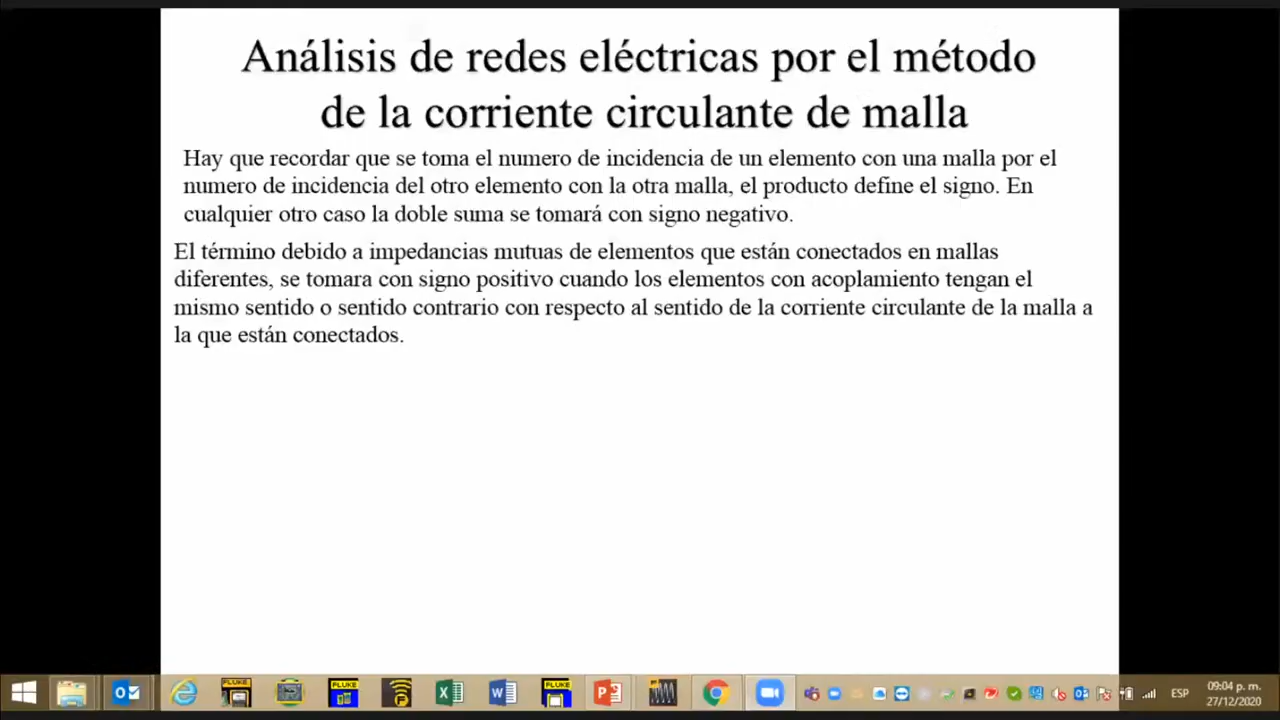 Análisis de redes eléctricas por el método
de la corriente circulante de malla
Hay que recordar que se toma el numero de incidencia de un elemento con una malla por el
numero de incidencia del otro elemento con la otra malla, el producto define el signo. En
cualquier otro caso la doble suma se tomará con signo negativo.
El término debido a impedancias mutuas de elementos que están conectados en mallas
diferentes, se tomara con signo positivo cuando los elementos con acoplamiento tengan el
mismo sentido o sentido contrario con respecto al sentido de la corriente circulante de la malla a
la que están conectados.
FLUKE FLUKE FLUKE
ESP
09:04 p. m.
27/12/2020